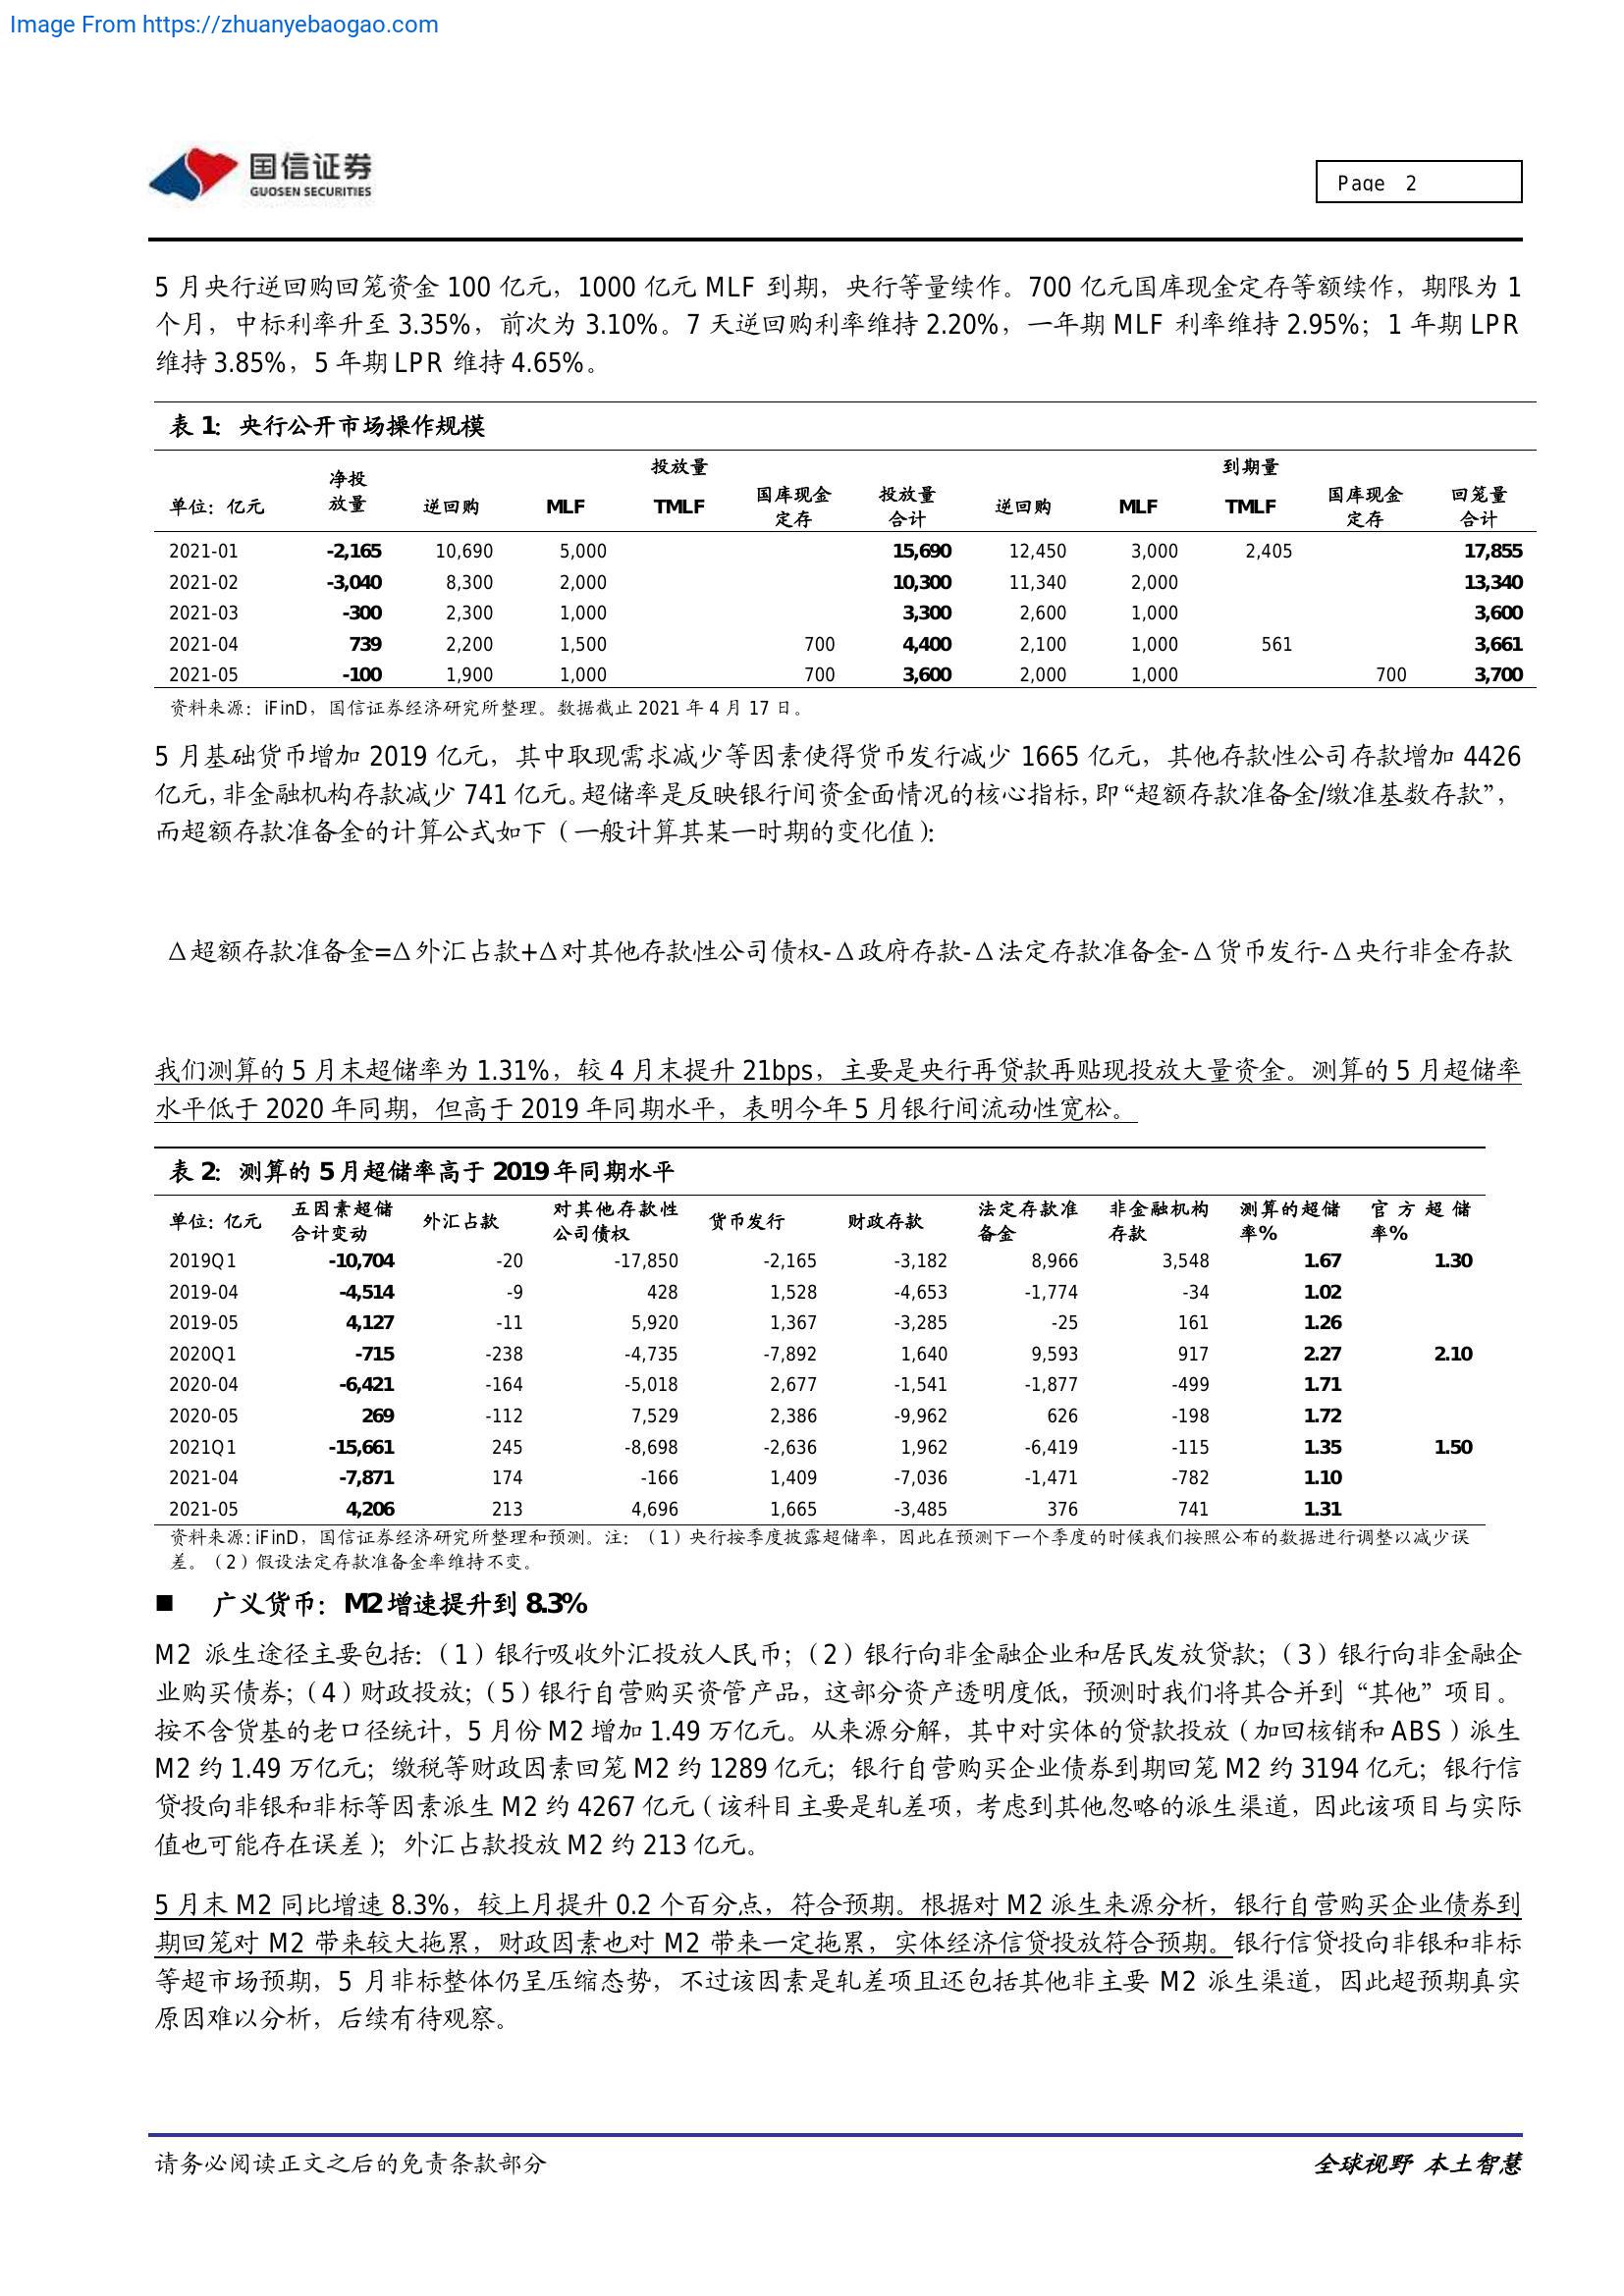 Image From https://zhuanyebaogao.com
国信证券
GUOSEN SECURITIES
Page 2
5 月央行逆回购回笼资金 100 亿元，1000 亿元 MLF 到期，央行等量续作。700 亿元国库现金定存等额续作，期限为 1
个月，中标利率升至 3.35%，前次为 3.10%。7 天逆回购利率维持 2.20%，一年期 MLF 利率维持 2.95%；1 年期 LPR
维持 3.85%，5 年期 LPR 维持 4.65%。
表 1：央行公开市场操作规模
投放量 到期量
单位：亿元 净投放量 逆回购 MLF TMLF 国库现金定存 投放量合计 逆回购 MLF TMLF 国库现金定存 回笼量合计
2021-01 -2,165 10,690 5,000 15,690 12,450 3,000 2,405 17,855
2021-02 -3,040 8,300 2,000 10,300 11,340 2,000 13,340
2021-03 -300 2,300 1,000 3,300 2,600 1,000 3,600
2021-04 739 2,200 1,500 700 4,400 2,100 1,000 561 3,661
2021-05 -100 1,900 1,000 700 3,600 2,000 1,000 700 3,700
资料来源：iFinD，国信证券经济研究所整理。数据截止 2021 年 4 月 17 日。
5 月基础货币增加 2019 亿元，其中取现需求减少等因素使得货币发行减少 1665 亿元，其他存款性公司存款增加 4426
亿元，非金融机构存款减少 741 亿元。超储率是反映银行间资金面情况的核心指标，即“超额存款准备金/缴准基数存款”，
而超额存款准备金的计算公式如下（一般计算其某一时期的变化值）：
Δ超额存款准备金=Δ外汇占款+Δ对其他存款性公司债权-Δ政府存款-Δ法定存款准备金-Δ货币发行-Δ央行非金存款
我们测算的 5 月末超储率为 1.31%，较 4 月末提升 21bps，主要是央行再贷款再贴现投放大量资金。测算的 5 月超储率
水平低于 2020 年同期，但高于 2019 年同期水平，表明今年 5 月银行间流动性宽松。
表 2：测算的 5 月超储率高于 2019 年同期水平
单位：亿元 五因素超储合计变动 外汇占款 对其他存款性公司债权 货币发行 财政存款 法定存款准备金 非金融机构存款 测算的超储率% 官方超储率%
2019Q1 -10,704 -20 -17,850 -2,165 -3,182 8,966 3,548 1.67 1.30
2019-04 -4,514 -9 428 1,528 -4,653 -1,774 -34 1.02
2019-05 4,127 -11 5,920 1,367 -3,285 -25 161 1.26
2020Q1 -715 -238 -4,735 -7,892 1,640 9,593 917 2.27 2.10
2020-04 -6,421 -164 -5,018 2,677 -1,541 -1,877 -499 1.71
2020-05 269 -112 7,529 2,386 -9,962 626 -198 1.72
2021Q1 -15,661 245 -8,698 -2,636 1,962 -6,419 -115 1.35 1.50
2021-04 -7,871 174 -166 1,409 -7,036 -1,471 -782 1.10
2021-05 4,206 213 4,696 1,665 -3,485 376 741 1.31
资料来源：iFinD，国信证券经济研究所整理和预测。注：（1）央行按季度披露超储率，因此在预测下一个季度的时候我们按照公布的数据进行调整以减少误
差。（2）假设法定存款准备金率维持不变。
■ 广义货币：M2 增速提升到 8.3%
M2 派生途径主要包括：（1）银行吸收外汇投放人民币；（2）银行向非金融企业和居民发放贷款；（3）银行向非金融企
业购买债券；（4）财政投放；（5）银行自营购买资管产品，这部分资产透明度低，预测时我们将其合并到“其他”项目。
按不含货基的老口径统计，5 月份 M2 增加 1.49 万亿元。从来源分解，其中对实体的贷款投放（加回核销和 ABS）派生
M2 约 1.49 万亿元；缴税等财政因素回笼 M2 约 1289 亿元；银行自营购买企业债券到期回笼 M2 约 3194 亿元；银行信
贷投向非银和非标等因素派生 M2 约 4267 亿元（该科目主要是轧差项，考虑到其他忽略的派生渠道，因此该项目与实际
值也可能存在误差）；外汇占款投放 M2 约 213 亿元。
5 月末 M2 同比增速 8.3%，较上月提升 0.2 个百分点，符合预期。根据对 M2 派生来源分析，银行自营购买企业债券到
期回笼对 M2 带来较大拖累，财政因素也对 M2 带来一定拖累，实体经济信贷投放符合预期。银行信贷投向非银和非标
等超市场预期，5 月非标整体仍呈压缩态势，不过该因素是轧差项且还包括其他非主要 M2 派生渠道，因此超预期真实
原因难以分析，后续有待观察。
请务必阅读正文之后的免责条款部分
全球视野 本土智慧